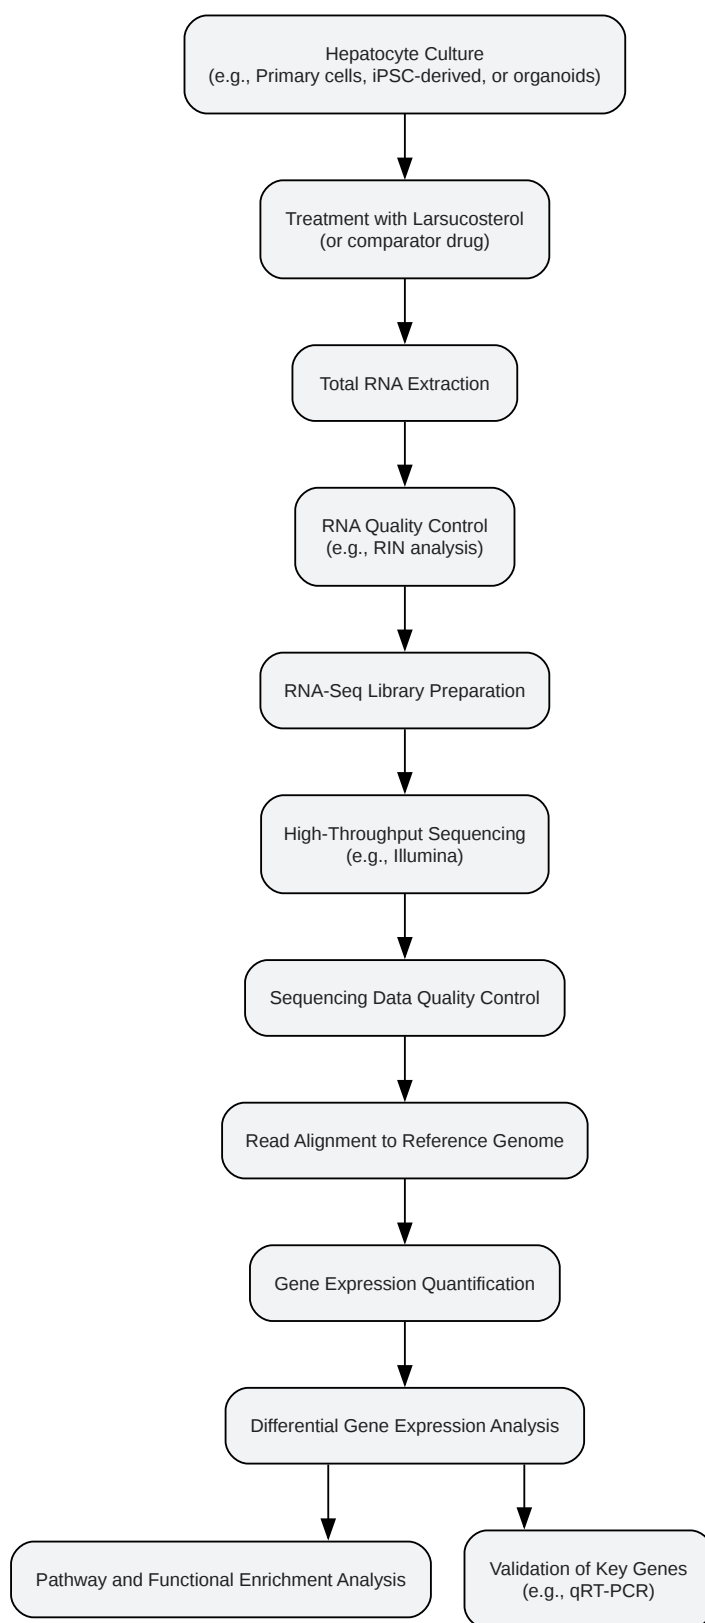 Hepatocyte Culture
(e.g., Primary cells, iPSC-derived, or organoids)
Treatment with Larsucosterol
(or comparator drug)
Total RNA Extraction
RNA Quality Control
(e.g., RIN analysis)
RNA-Seq Library Preparation
High-Throughput Sequencing
(e.g., Illumina)
Sequencing Data Quality Control
Read Alignment to Reference Genome
Gene Expression Quantification
Differential Gene Expression Analysis
Pathway and Functional Enrichment Analysis
Validation of Key Genes
(e.g., qRT-PCR)